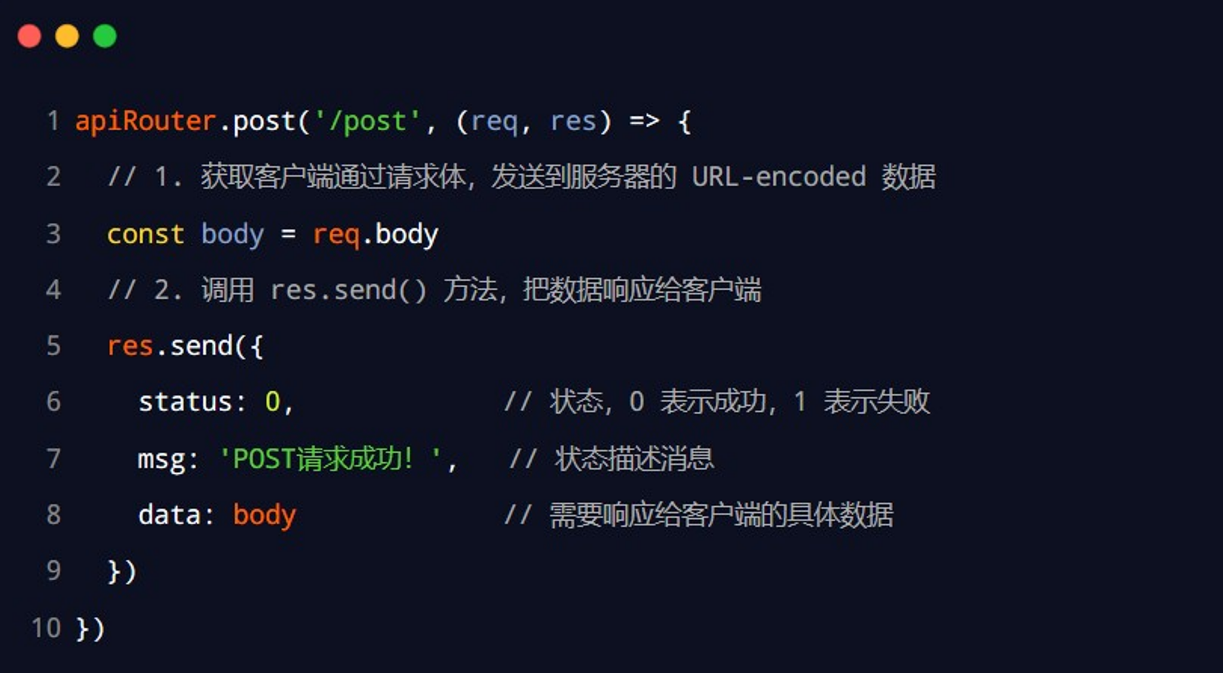 1 apiRouter.post('/post', (req, res) => {
2   // 1. 获取客户端通过请求体，发送到服务器的 URL-encoded 数据
3   const body = req.body
4   // 2. 调用 res.send() 方法，把数据响应给客户端
5   res.send({
6     status: 0,             // 状态，0 表示成功，1 表示失败
7     msg: 'POST请求成功！',   // 状态描述消息
8     data: body             // 需要响应给客户端的具体数据
9   })
10 })